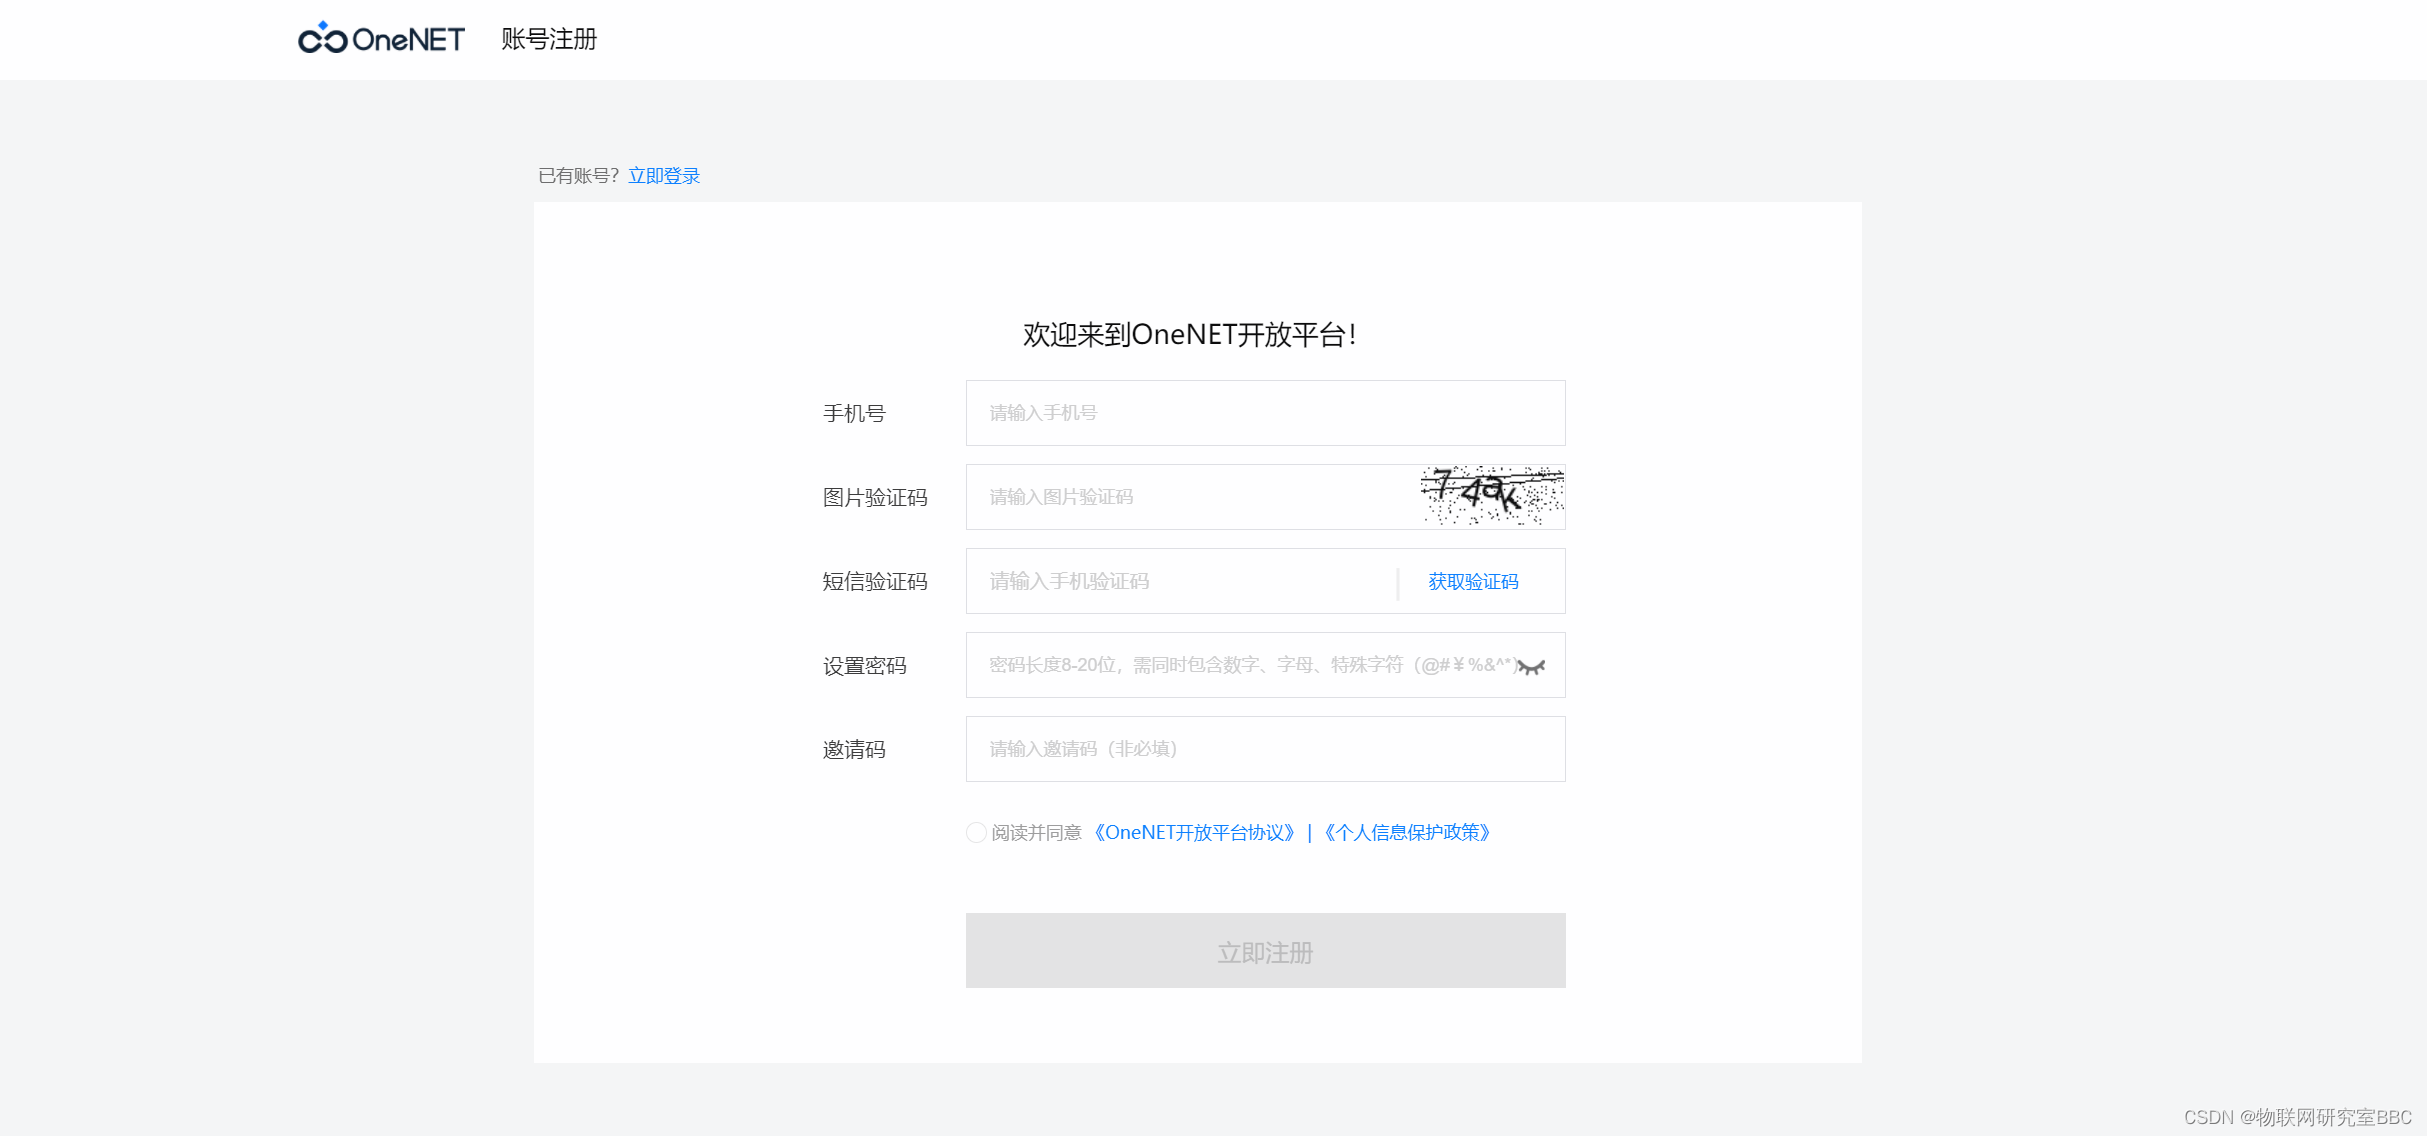 OneNET 账号注册
已有账号？立即登录
欢迎来到OneNET开放平台！
手机号 请输入手机号
图片验证码 请输入图片验证码 74ak
短信验证码 请输入手机验证码 获取验证码
设置密码 密码长度8-20位，需同时包含数字、字母、特殊字符（@#￥%&^*）
邀请码 请输入邀请码（非必填）
阅读并同意《OneNET开放平台协议》|《个人信息保护政策》
立即注册
CSDN @物联网研究室BBC